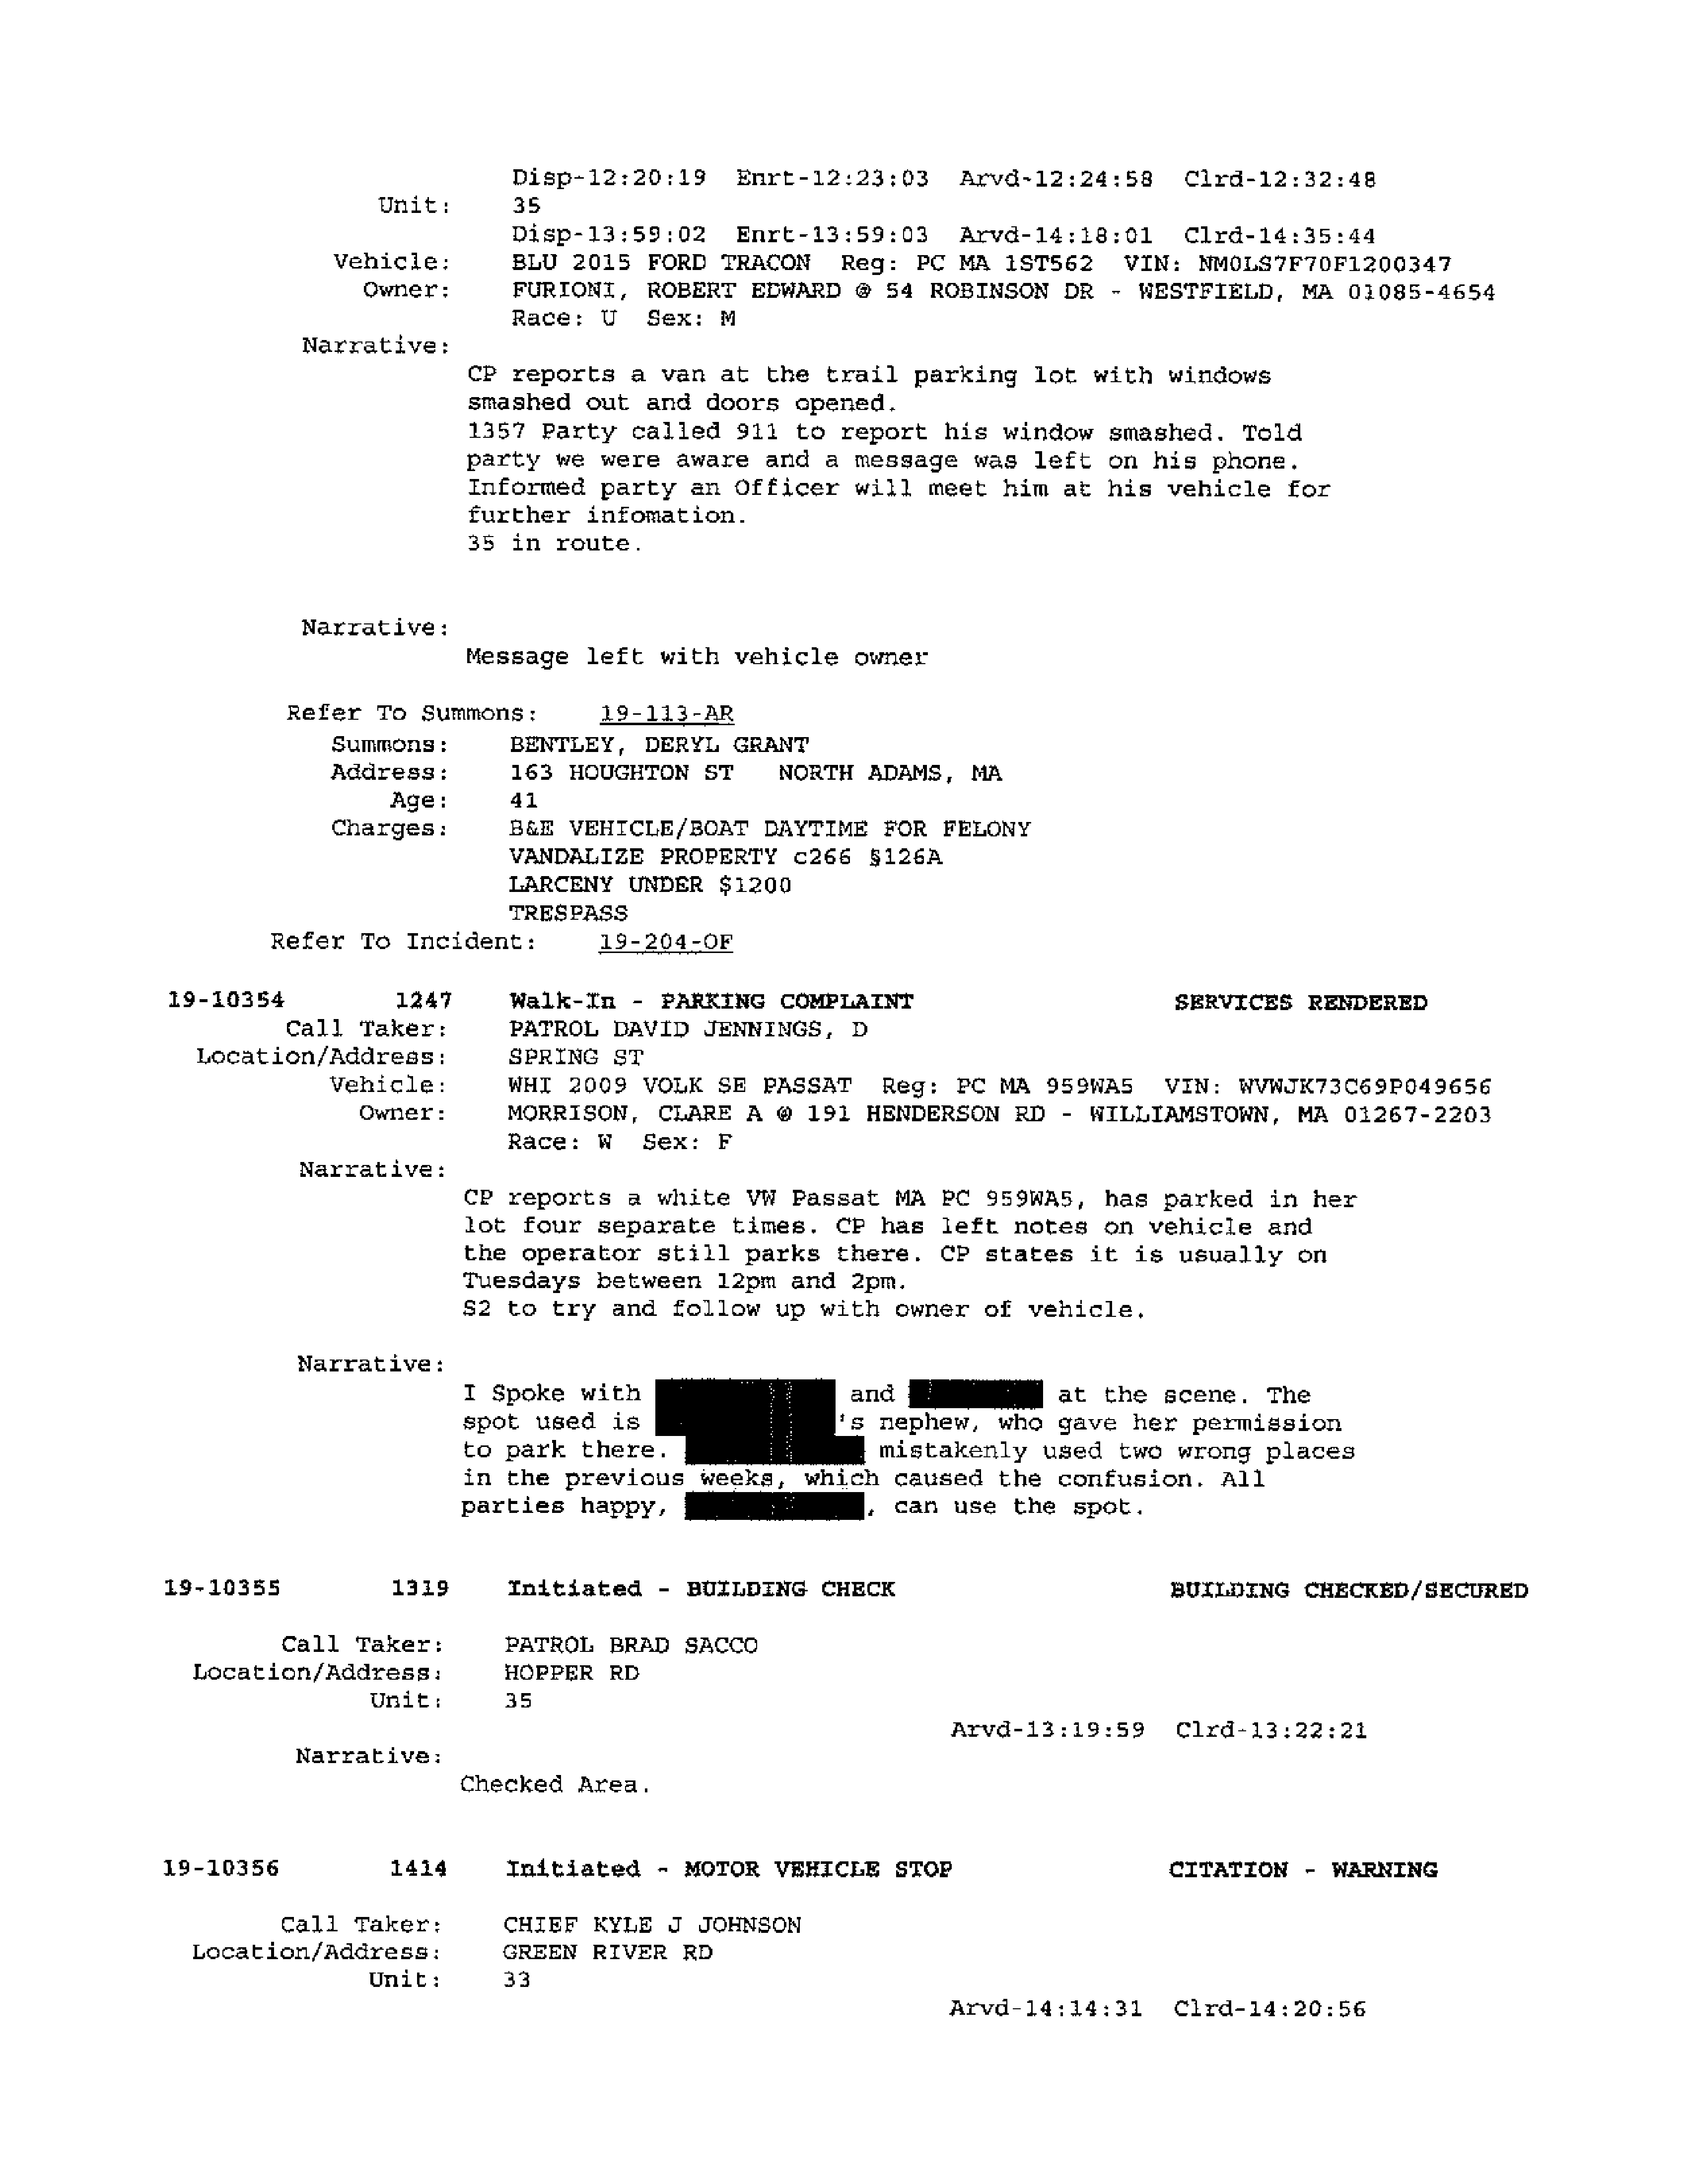 Disp-12:20:19 Enrt-12:23:03 Arvd-12:24:58 Clrd-12:32:48
Unit: 35
Disp-13:59:02 Enrt-13:59:03 Arvd-14:18:01 Clrd-14:35:44
Vehicle: BLU 2015 FORD TRACON Reg: PC MA 1ST562 VIN: NM0LS7F70F1200347
Owner: FURIONI, ROBERT EDWARD @ 54 ROBINSON DR - WESTFIELD, MA 01085-4654
Race: U Sex: M
Narrative:
CP reports a van at the trail parking lot with windows
smashed out and doors opened.
1357 Party called 911 to report his window smashed. Told
party we were aware and a message was left on his phone.
Informed party an Officer will meet him at his vehicle for
further infomation.
35 in route.
Narrative:
Message left with vehicle owner
Refer To Summons: 19-113-AR
Summons: BENTLEY, DERYL GRANT
Address: 163 HOUGHTON ST NORTH ADAMS, MA
Age: 41
Charges: B&E VEHICLE/BOAT DAYTIME FOR FELONY
VANDALIZE PROPERTY c266 §126A
LARCENY UNDER $1200
TRESPASS
Refer To Incident: 19-204-OF
19-10354 1247 Walk-In - PARKING COMPLAINT SERVICES RENDERED
Call Taker: PATROL DAVID JENNINGS, D
Location/Address: SPRING ST
Vehicle: WHI 2009 VOLK SE PASSAT Reg: PC MA 959WA5 VIN: WVWJK73C69P049656
Owner: MORRISON, CLARE A @ 191 HENDERSON RD - WILLIAMSTOWN, MA 01267-2203
Race: W Sex: F
Narrative:
CP reports a white VW Passat MA PC 959WA5, has parked in her
lot four separate times. CP has left notes on vehicle and
the operator still parks there. CP states it is usually on
Tuesdays between 12pm and 2pm.
S2 to try and follow up with owner of vehicle.
Narrative:
I Spoke with and at the scene. The
spot used is 's nephew, who gave her permission
to park there. mistakenly used two wrong places
in the previous weeks, which caused the confusion. All
parties happy, , can use the spot.
19-10355 1319 Initiated - BUILDING CHECK BUILDING CHECKED/SECURED
Call Taker: PATROL BRAD SACCO
Location/Address: HOPPER RD
Unit: 35
Arvd-13:19:59 Clrd-13:22:21
Narrative:
Checked Area.
19-10356 1414 Initiated - MOTOR VEHICLE STOP CITATION - WARNING
Call Taker: CHIEF KYLE J JOHNSON
Location/Address: GREEN RIVER RD
Unit: 33
Arvd-14:14:31 Clrd-14:20:56